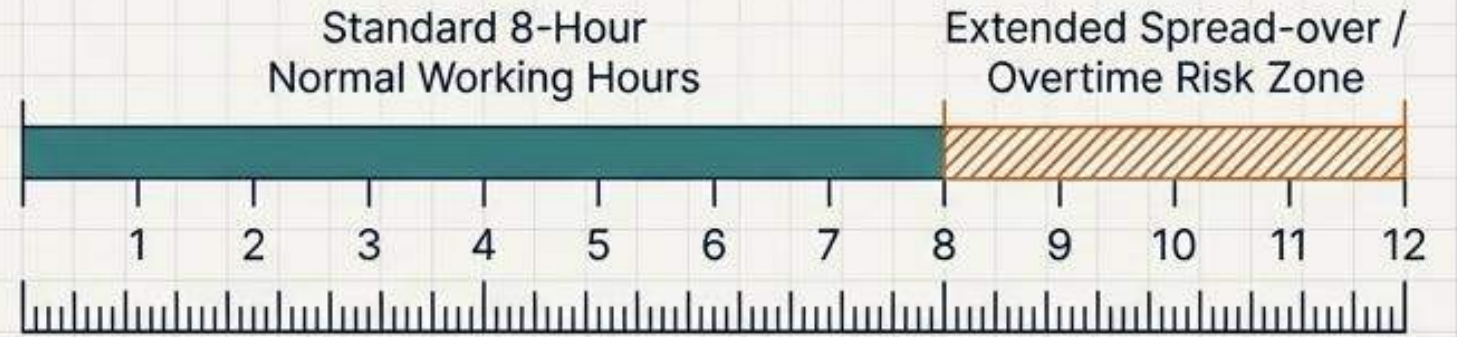 Standard 8-Hour
Normal Working Hours
Extended Spread-over /
Overtime Risk Zone
1 2 3 4 5 6 7 8 9 10 11 12